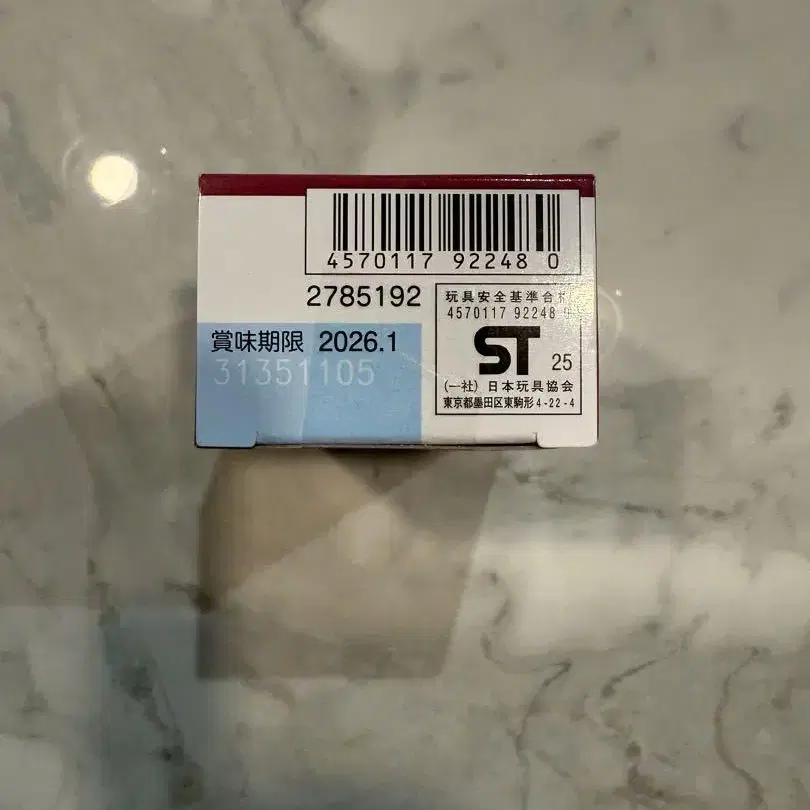 4570117 92248 0
2785192
賞味期限 2026.1
31351105
玩具安全基準合格
4570117 92248
ST 25
(一社) 日本玩具協会
東京都墨田区東駒形4-22-4